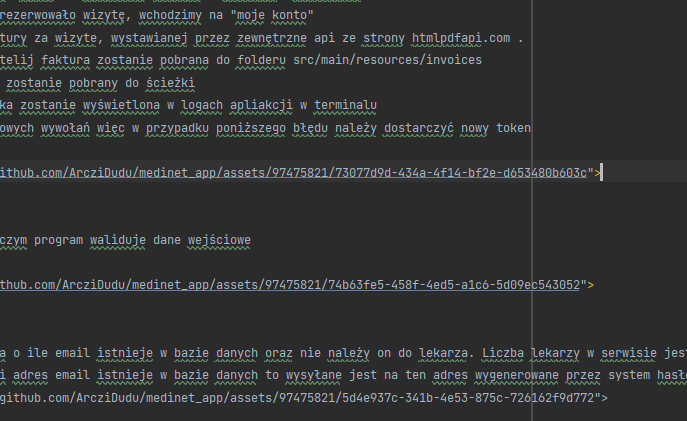 rezerwowało wizytę, wchodzimy na "moje konto"
tury za wizyte, wystawianej przez zewnętrzne api ze strony htmlpdfapi.com .
telij faktura zostanie pobrana do folderu src/main/resources/invoices
zostanie pobrany do ścieżki
ka zostanie wyświetlona w logach apliakcji w terminalu
owych wywołań więc w przypadku poniższego błędu należy dostarczyć nowy token
ithub.com/ArcziDudu/medinet_app/assets/97475821/73077d9d-434a-4f14-bf2e-d653480b603c">
czym program waliduje dane wejściowe
thub.com/ArcziDudu/medinet_app/assets/97475821/74b63fe5-458f-4ed5-a1c6-5d09ec543052">
a o ile email istnieje w bazie danych oraz nie należy on do lekarza. Liczba lekarzy w serwisie jest
i adres email istnieje w bazie danych to wysyłane jest na ten adres wygenerowane przez system hasło
github.com/ArcziDudu/medinet_app/assets/97475821/5d4e937c-341b-4e53-875c-726162f9d772">